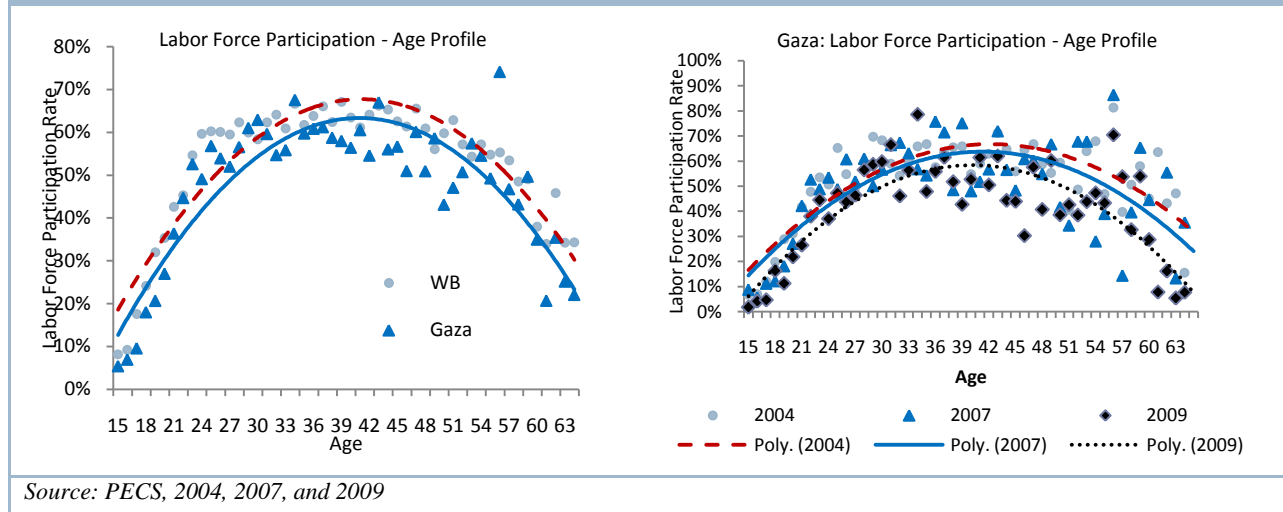 Labor Force Participation - Age Profile
Labor Force Participation Rate
80%
70%
60%
50%
40%
30%
20%
10%
0%
WB
Gaza
15 18 21 24 27 30 33 36 39 42 45 48 51 54 57 60 63
Age
Gaza: Labor Force Participation - Age Profile
Labor Force Participation Rate
100%
90%
80%
70%
60%
50%
40%
30%
20%
10%
0%
15 18 21 24 27 30 33 36 39 42 45 48 51 54 57 60 63
Age
2004 2007 2009
Poly. (2004) Poly. (2007) Poly. (2009)
Source: PECS, 2004, 2007, and 2009